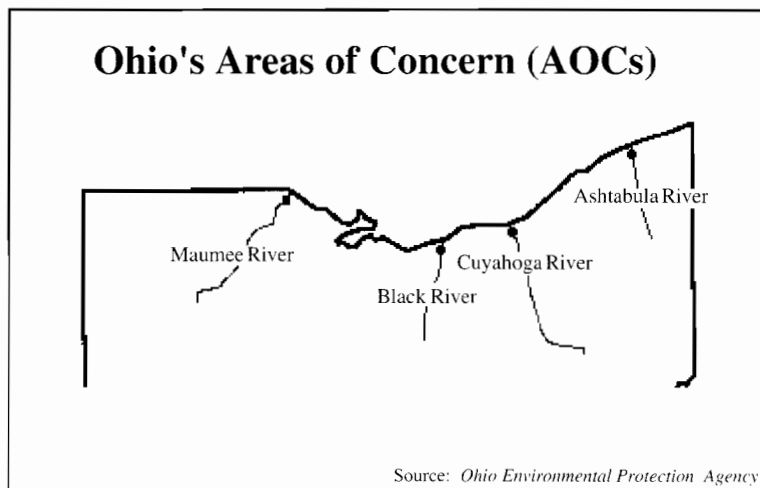 Ohio's Areas of Concern (AOCs)
Ashtabula River
Maumee River
Cuyahoga River
Black River
Source: Ohio Environmental Protection Agency